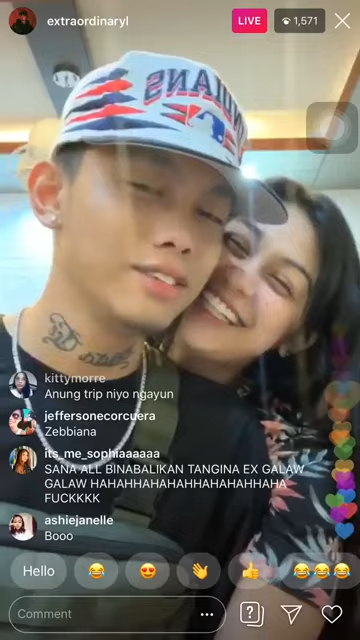 extraordinaryl
LIVE
1,571
INDIANS
kittymorre
Anung trip niyo ngayun
jeffersonecorcuera
Zebbiana
its_me_sophiaaaaaa
SANA ALL BINABALIKAN TANGINA EX GALAW
GALAW HAHAHHAHAHAHHAHAHAHHAHA
FUCKKKK
ashiejanelle
Booo
Hello
Comment